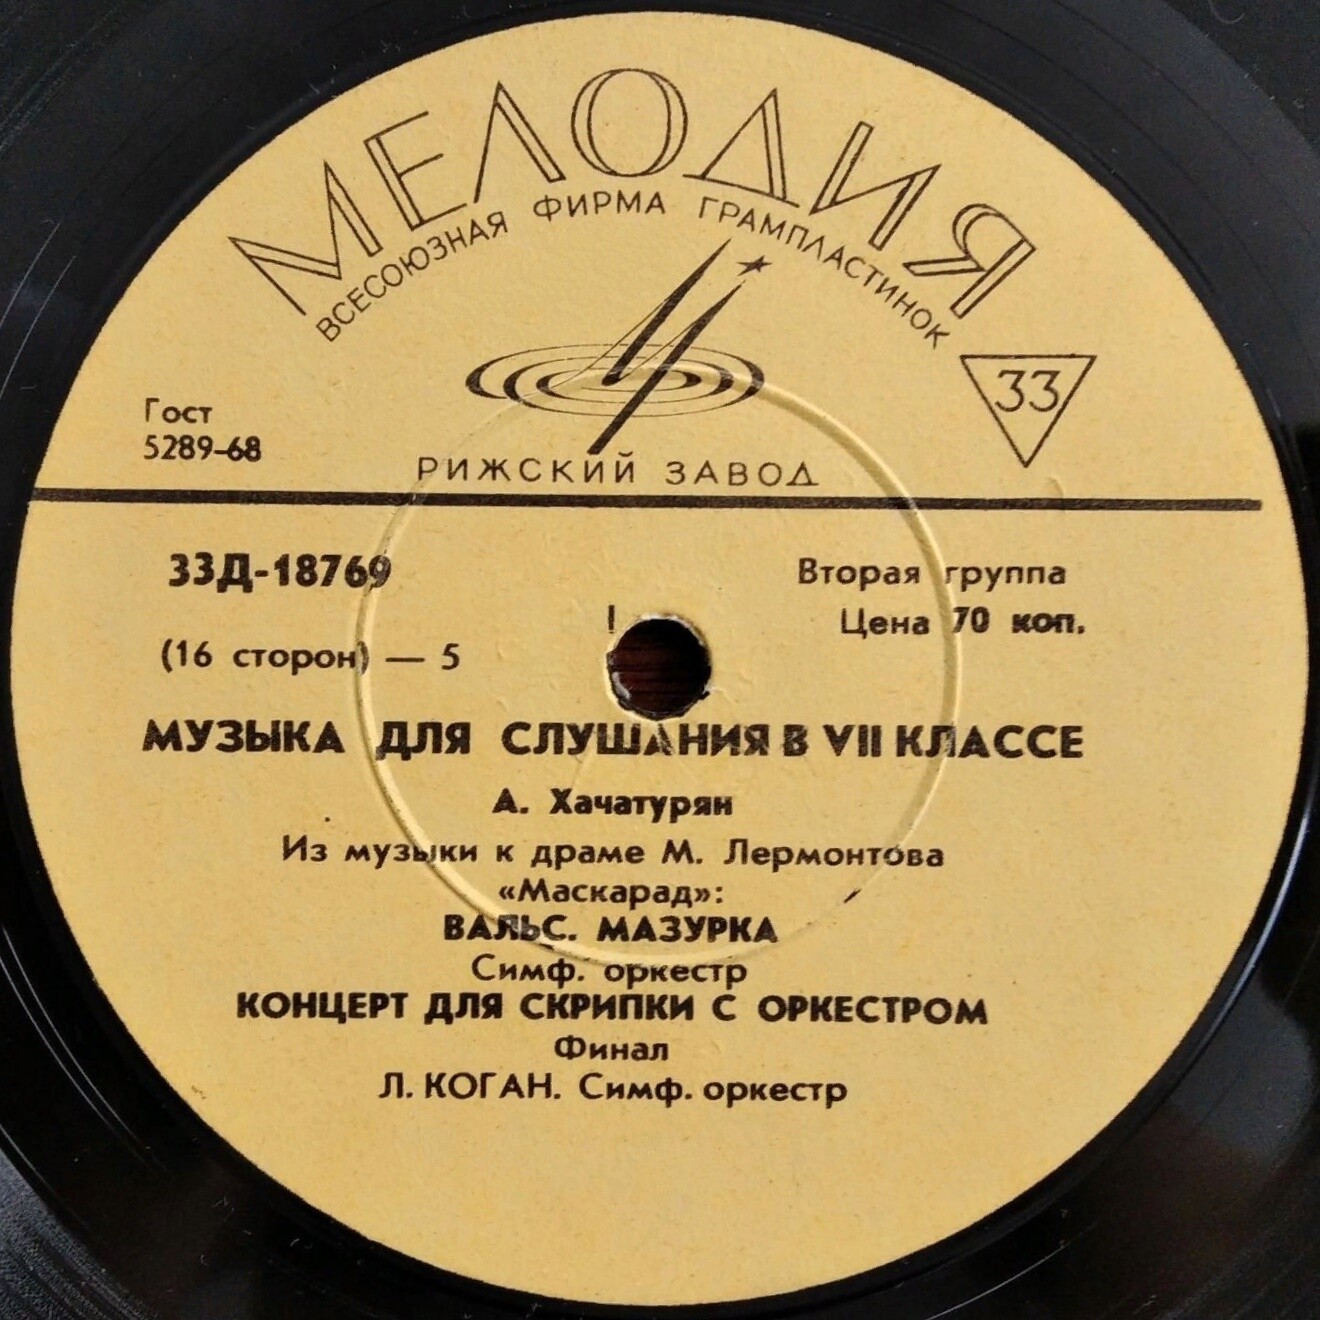 МЕЛОДИЯ
ВСЕСОЮЗНАЯ ФИРМА ГРАМПЛАСТИНОК
33
Гост
5289-68
РИЖСКИЙ ЗАВОД
33Д-18769
Вторая группа
Цена 70 коп.
(16 сторон) — 5
МУЗЫКА ДЛЯ СЛУШАНИЯ В VII КЛАССЕ
А. Хачатурян
Из музыки к драме М. Лермонтова
«Маскарад»:
ВАЛЬС. МАЗУРКА
Симф. оркестр
КОНЦЕРТ ДЛЯ СКРИПКИ С ОРКЕСТРОМ
Финал
Л. КОГАН. Симф. оркестр